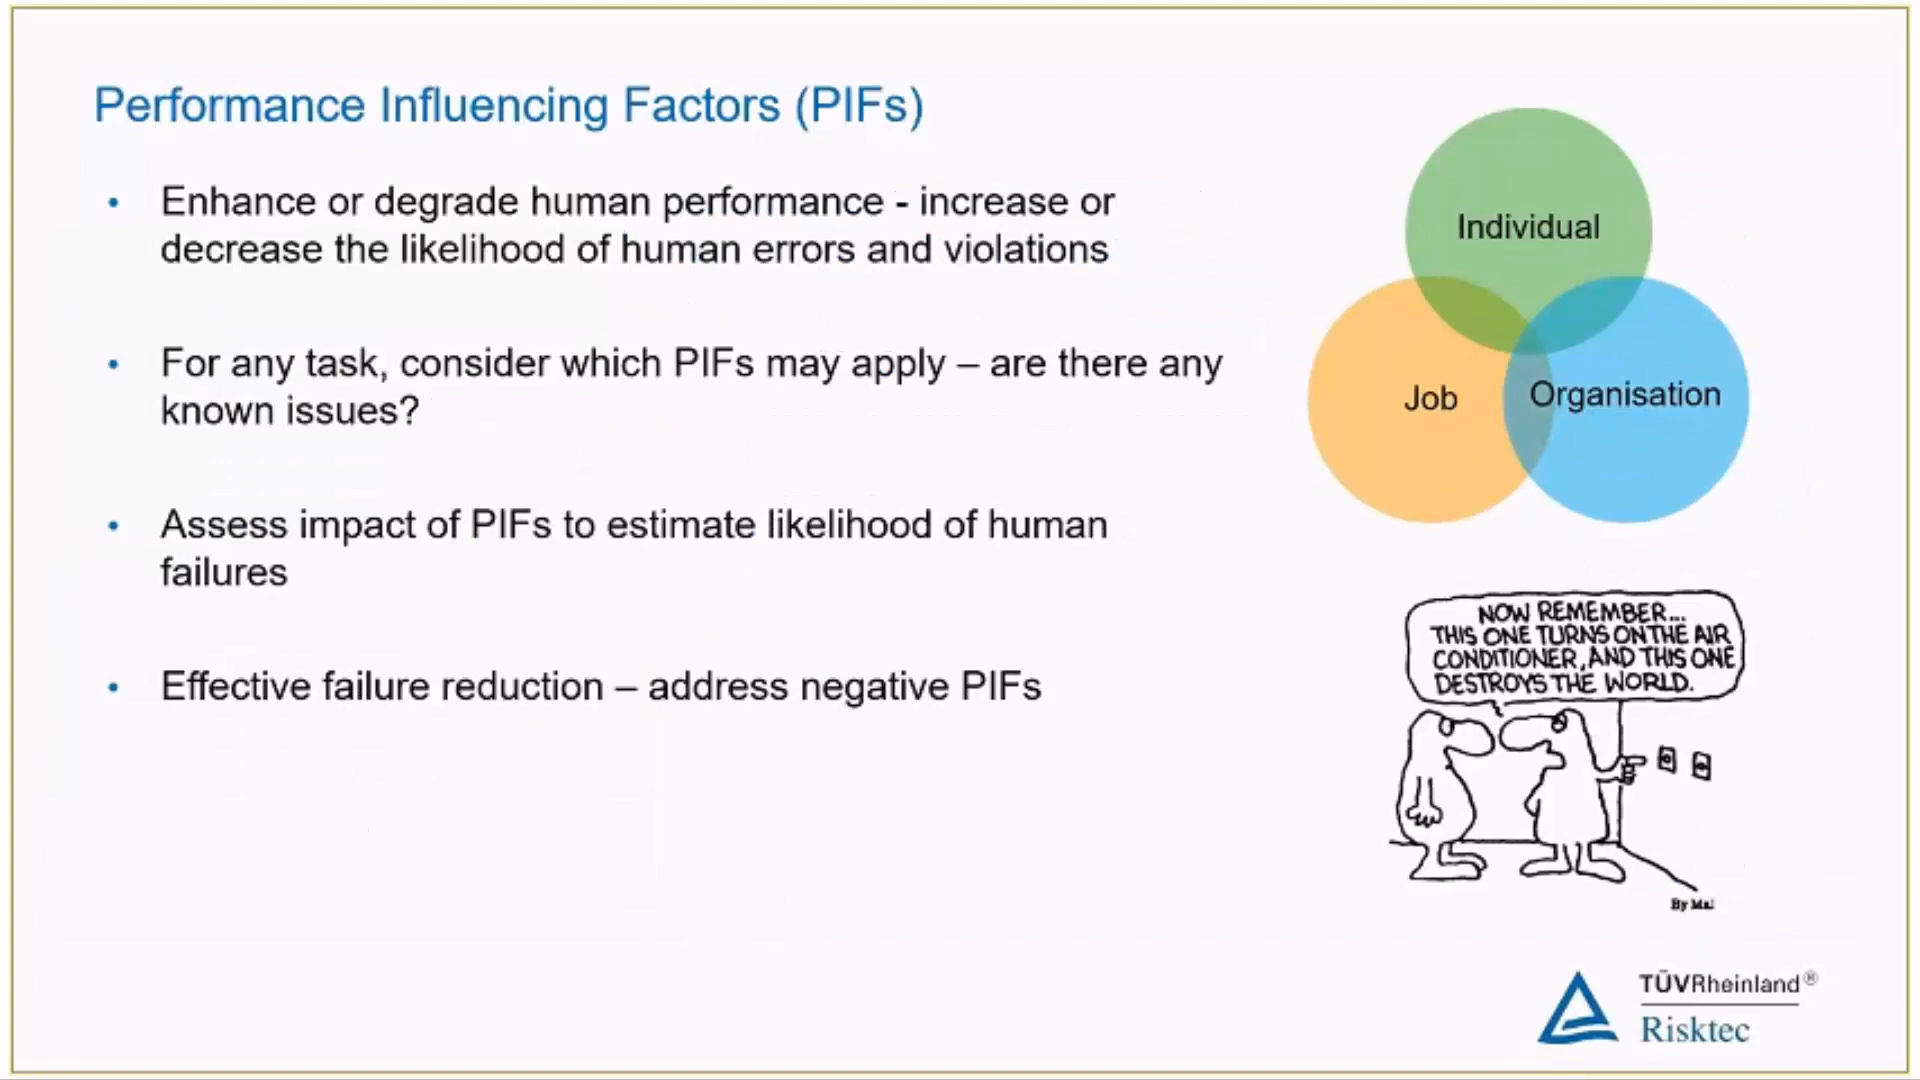 Performance Influencing Factors (PIFs)
• Enhance or degrade human performance - increase or
decrease the likelihood of human errors and violations
• For any task, consider which PIFs may apply – are there any
known issues?
• Assess impact of PIFs to estimate likelihood of human
failures
• Effective failure reduction – address negative PIFs
Individual
Job
Organisation
NOW REMEMBER...
THIS ONE TURNS ON THE AIR
CONDITIONER, AND THIS ONE
DESTROYS THE WORLD.
By Mal
TÜVRheinland®
Risktec